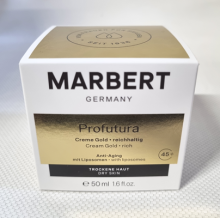 MARBERT
GERMANY
Profutura
Creme Gold • reichhaltig
Cream Gold • rich
Anti-Aging
mit Liposomen • with liposomes
45+
TROCKENE HAUT
DRY SKIN
℮ 50 ml 1.6 fl.oz.